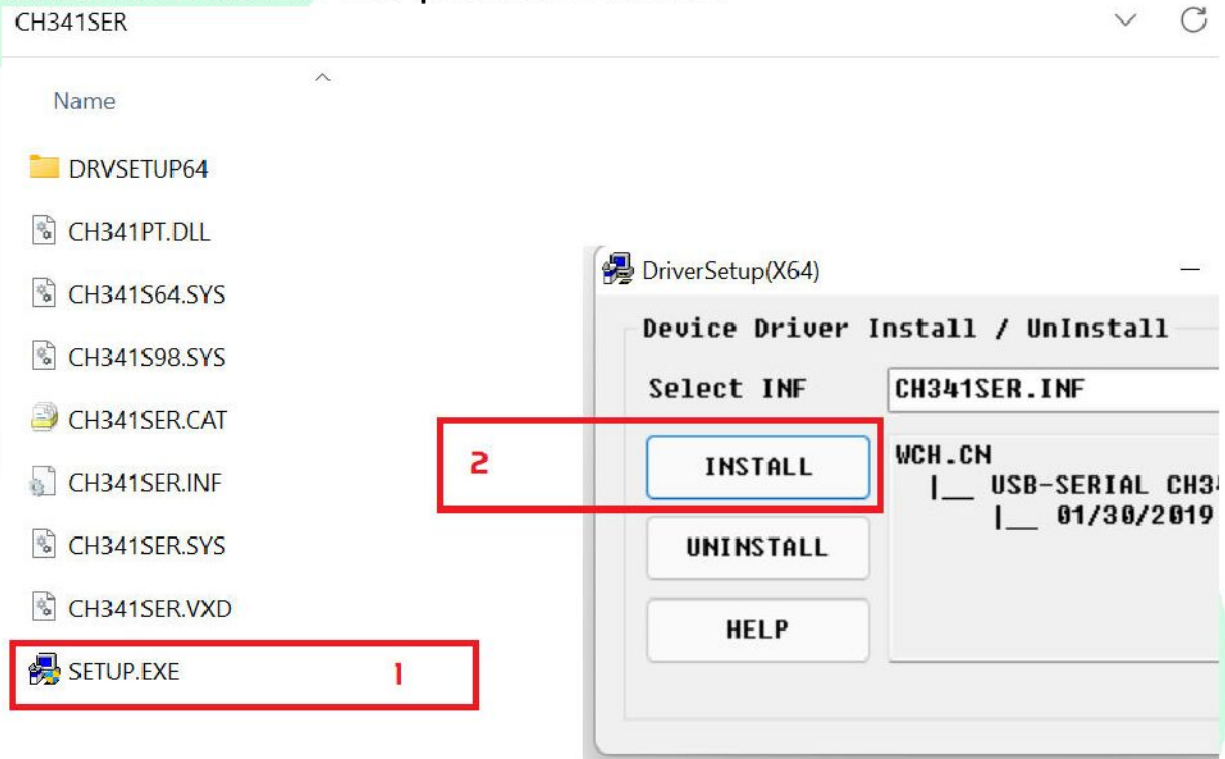 CH341SER
Name
DRVSETUP64
CH341PT.DLL
CH341S64.SYS
CH341S98.SYS
CH341SER.CAT
CH341SER.INF
CH341SER.SYS
CH341SER.VXD
SETUP.EXE
1
DriverSetup(X64)
Device Driver Install / UnInstall
Select INF
CH341SER.INF
2
INSTALL
UNINSTALL
HELP
WCH.CN
|__ USB-SERIAL CH34
|__ 01/30/2019